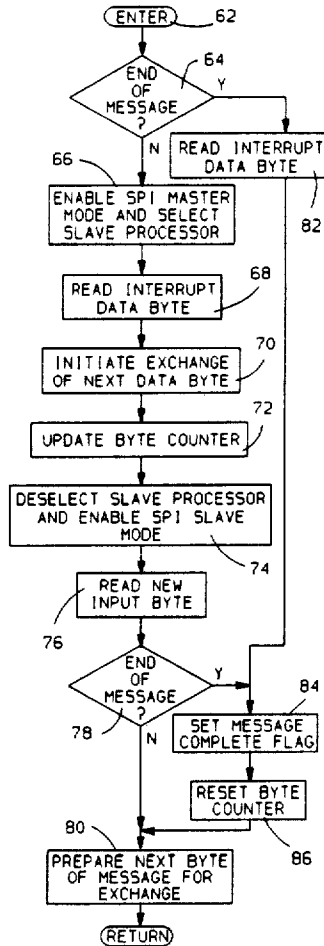 ENTER
62
END
OF
MESSAGE
?
64
Y
N
READ INTERRUPT
DATA BYTE
82
66
ENABLE SPI MASTER
MODE AND SELECT
SLAVE PROCESSOR
68
READ INTERRUPT
DATA BYTE
70
INITIATE EXCHANGE
OF NEXT DATA BYTE
72
UPDATE BYTE COUNTER
DESELECT SLAVE PROCESSOR
AND ENABLE SPI SLAVE
MODE
74
READ NEW
INPUT BYTE
76
END
OF
MESSAGE
?
78
Y
N
84
SET MESSAGE
COMPLETE FLAG
RESET BYTE
COUNTER
86
80
PREPARE NEXT BYTE
OF MESSAGE FOR
EXCHANGE
RETURN